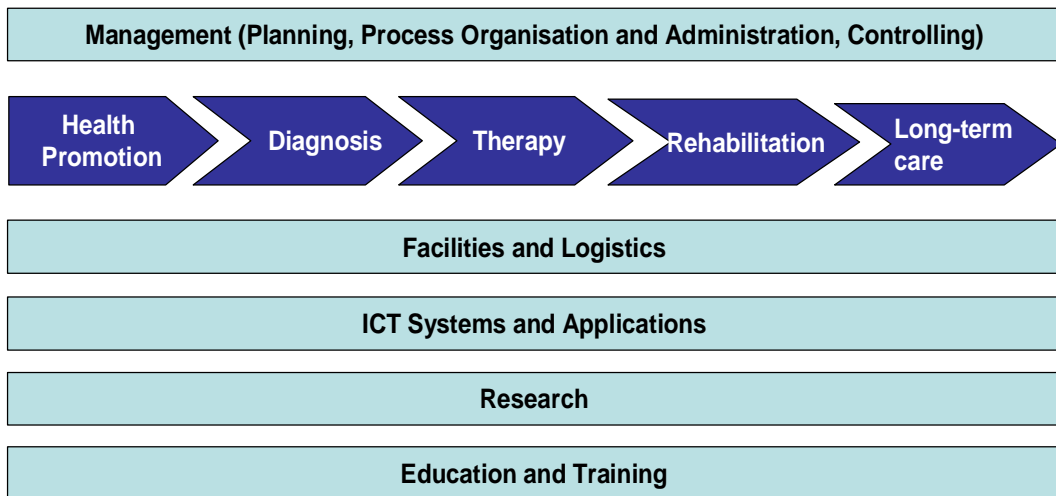 Management (Planning, Process Organisation and Administration, Controlling)
Health
Promotion
Diagnosis
Therapy
Rehabilitation
Long-term
care
Facilities and Logistics
ICT Systems and Applications
Research
Education and Training